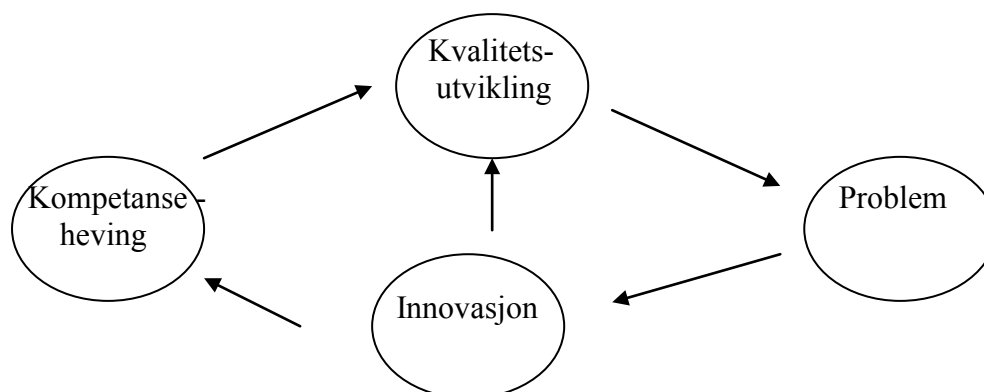 Kvalitets-
utvikling
Kompetanse -
heving
Problem
Innovasjon